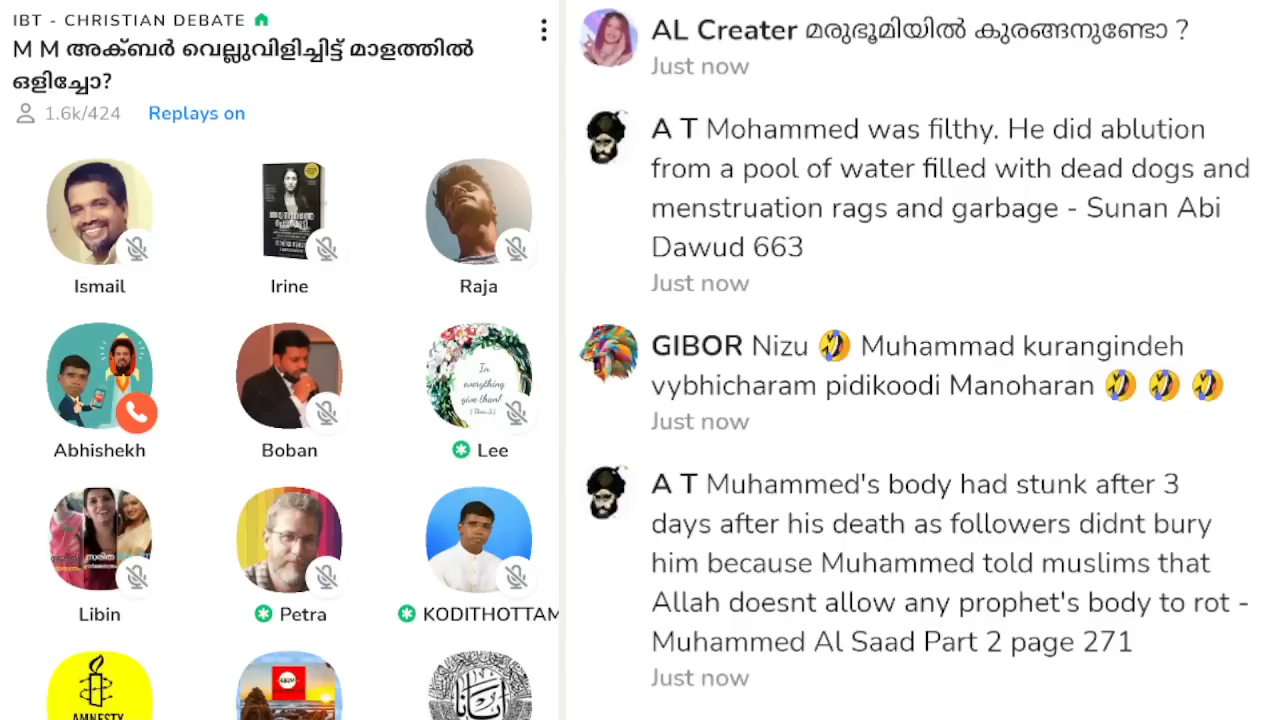 IBT - CHRISTIAN DEBATE
M M അക്ബർ വെല്ലുവിളിച്ചിട്ട് മാളത്തിൽ
ഒളിച്ചോ?
1.6k/424 Replays on
Ismail
Irine
Raja
In
everything
give thanks
Abhishekh
Boban
Lee
സരിത
Libin
Petra
KODITHOTTAM
AMNESTY
AL Creater മരുഭൂമിയിൽ കുരങ്ങനുണ്ടോ ?
Just now
A T Mohammed was filthy. He did ablution
from a pool of water filled with dead dogs and
menstruation rags and garbage - Sunan Abi
Dawud 663
Just now
GIBOR Nizu 🤣 Muhammad kurangindeh
vybhicharam pidikoodi Manoharan 🤣 🤣 🤣
Just now
A T Muhammed's body had stunk after 3
days after his death as followers didnt bury
him because Muhammed told muslims that
Allah doesnt allow any prophet's body to rot -
Muhammed Al Saad Part 2 page 271
Just now